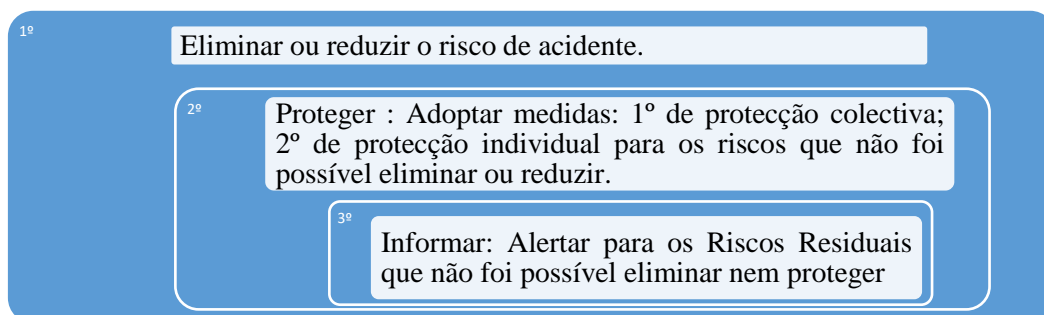 1º
Eliminar ou reduzir o risco de acidente.
2º
Proteger : Adoptar medidas: 1º de protecção colectiva;
2º de protecção individual para os riscos que não foi
possível eliminar ou reduzir.
3º
Informar: Alertar para os Riscos Residuais
que não foi possível eliminar nem proteger